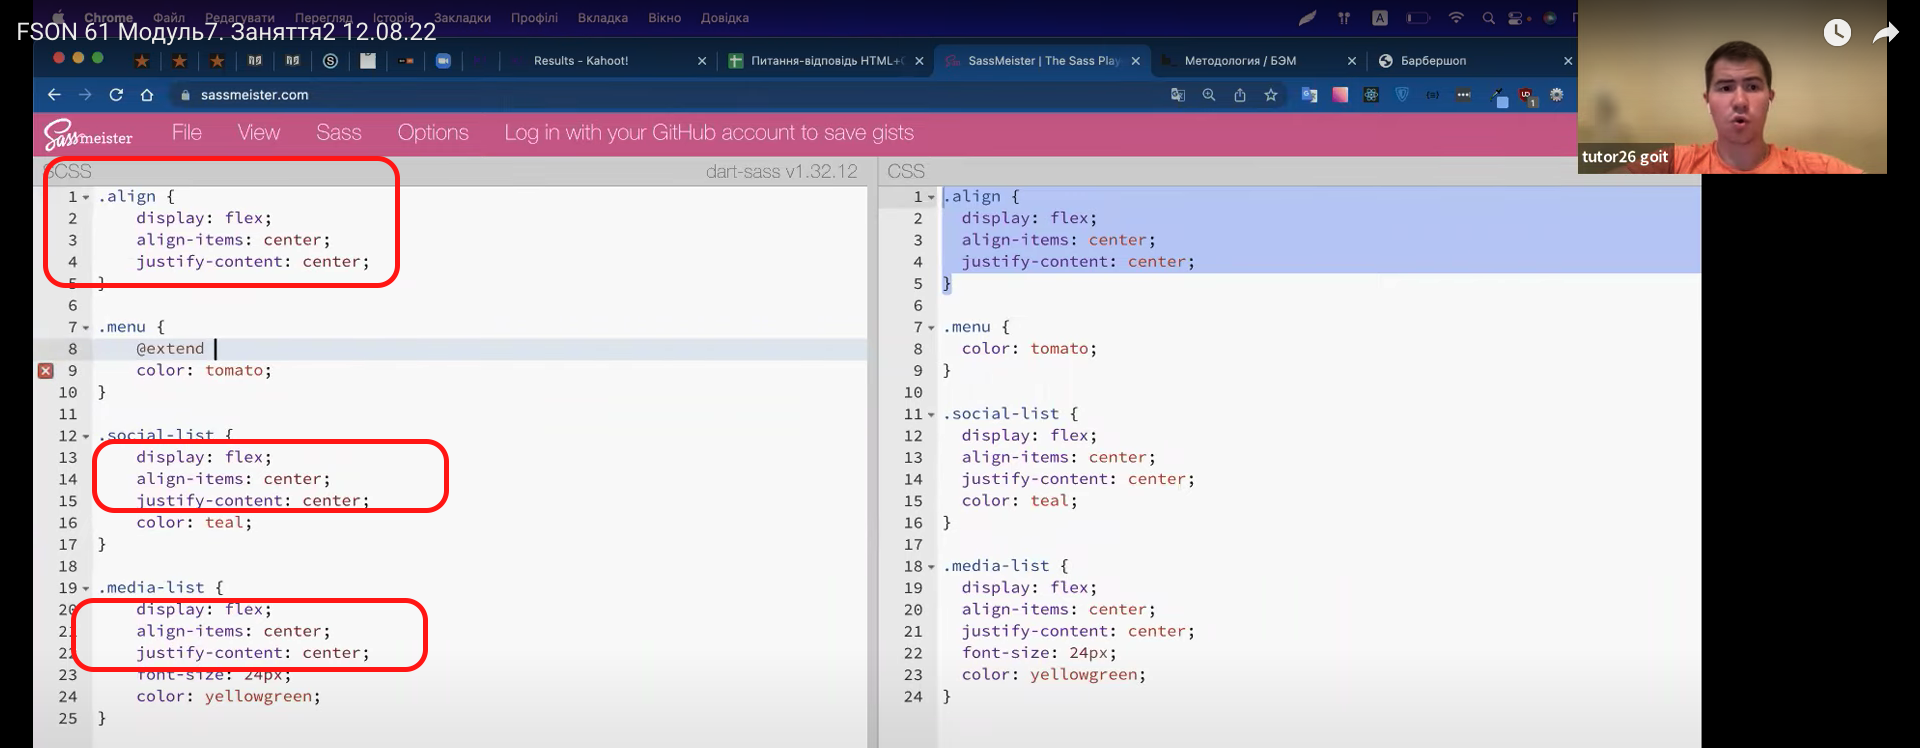 Chrome Файл Редагувати Перегляд Історія Закладки Профілі Вкладка Вікно Довідка
FSON 61 Модуль7. Заняття2 12.08.22
Results - Kahoot!
Питання-відповідь HTML+
SassMeister | The Sass Play
Методология / БЭМ
Барбершоп
sassmeister.com
Sassmeister File View Sass Options Log in with your GitHub account to save gists
tutor26 goit
SCSS dart-sass v1.32.12
1 .align {
2 display: flex;
3 align-items: center;
4 justify-content: center;
5 }
6
7 .menu {
8 @extend
9 color: tomato;
10 }
11
12 .social-list {
13 display: flex;
14 align-items: center;
15 justify-content: center;
16 color: teal;
17 }
18
19 .media-list {
20 display: flex;
21 align-items: center;
22 justify-content: center;
23 font-size: 24px;
24 color: yellowgreen;
25 }
CSS
1 .align {
2 display: flex;
3 align-items: center;
4 justify-content: center;
5 }
6
7 .menu {
8 color: tomato;
9 }
10
11 .social-list {
12 display: flex;
13 align-items: center;
14 justify-content: center;
15 color: teal;
16 }
17
18 .media-list {
19 display: flex;
20 align-items: center;
21 justify-content: center;
22 font-size: 24px;
23 color: yellowgreen;
24 }